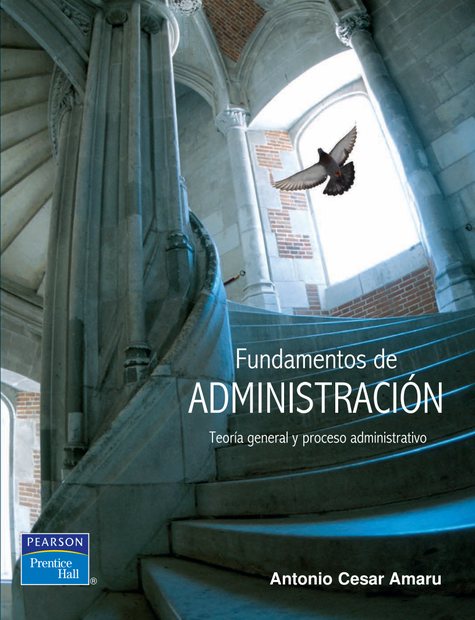 Fundamentos de
ADMINISTRACIÓN
Teoría general y proceso administrativo
PEARSON
Prentice
Hall
®
Antonio Cesar Amaru